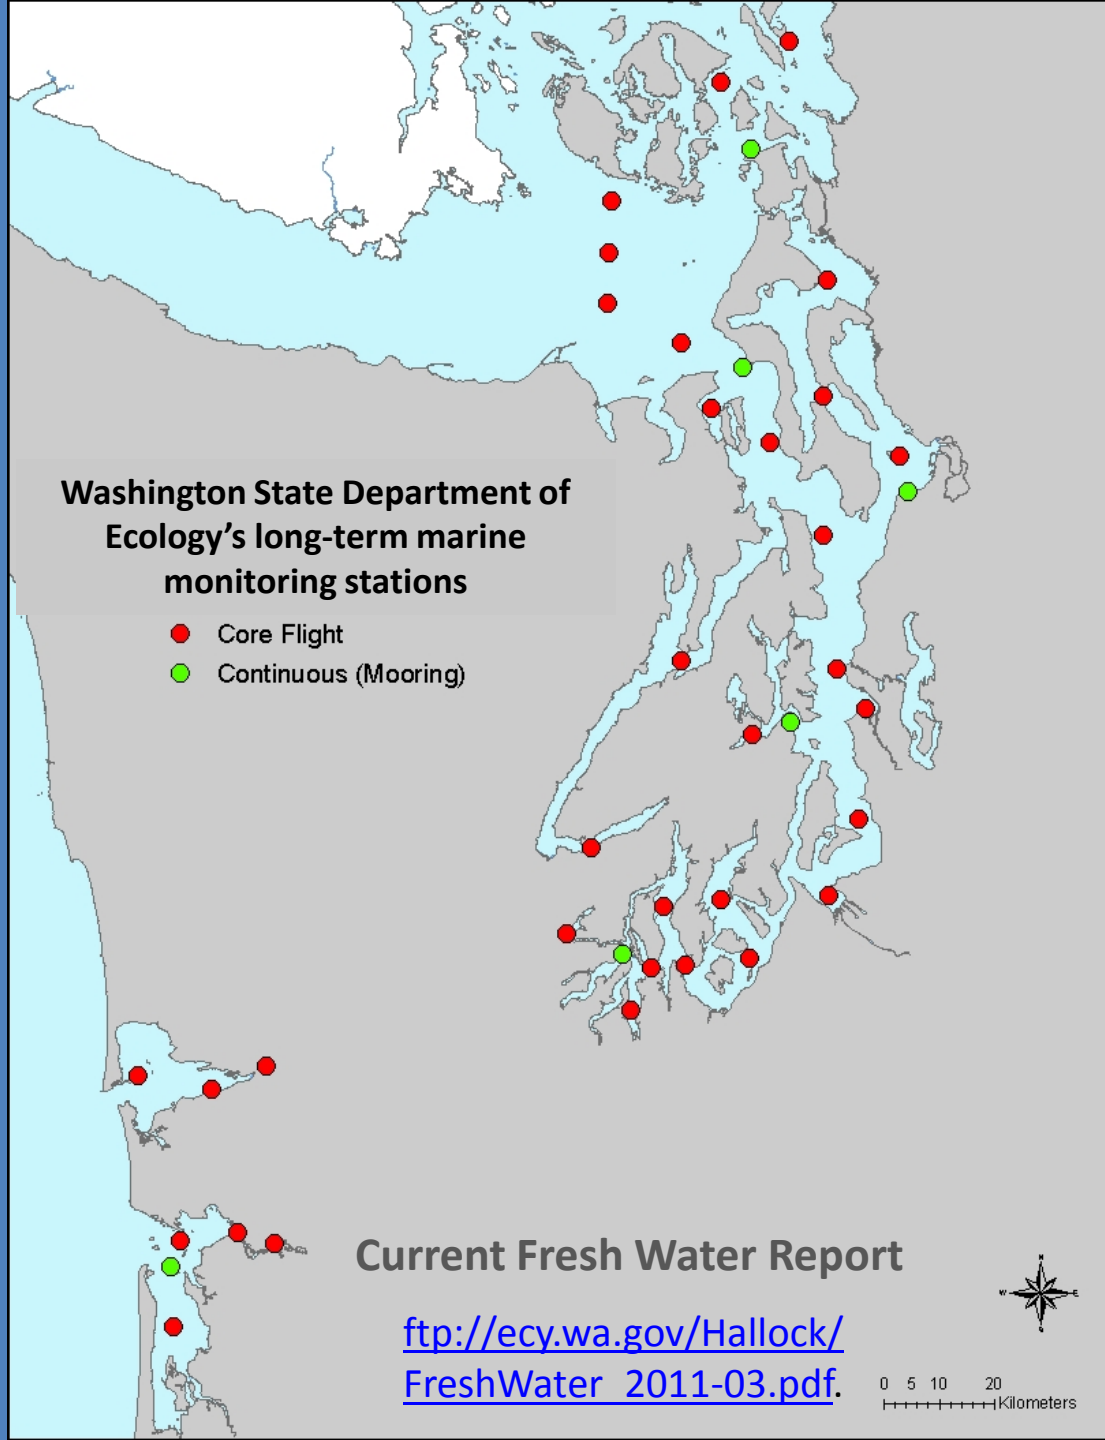 Washington State Department of
Ecology’s long-term marine
monitoring stations
Core Flight
Continuous (Mooring)
Current Fresh Water Report
ftp://ecy.wa.gov/Hallock/
FreshWater_2011-03.pdf.
N
W E
S
0 5 10 20
Kilometers